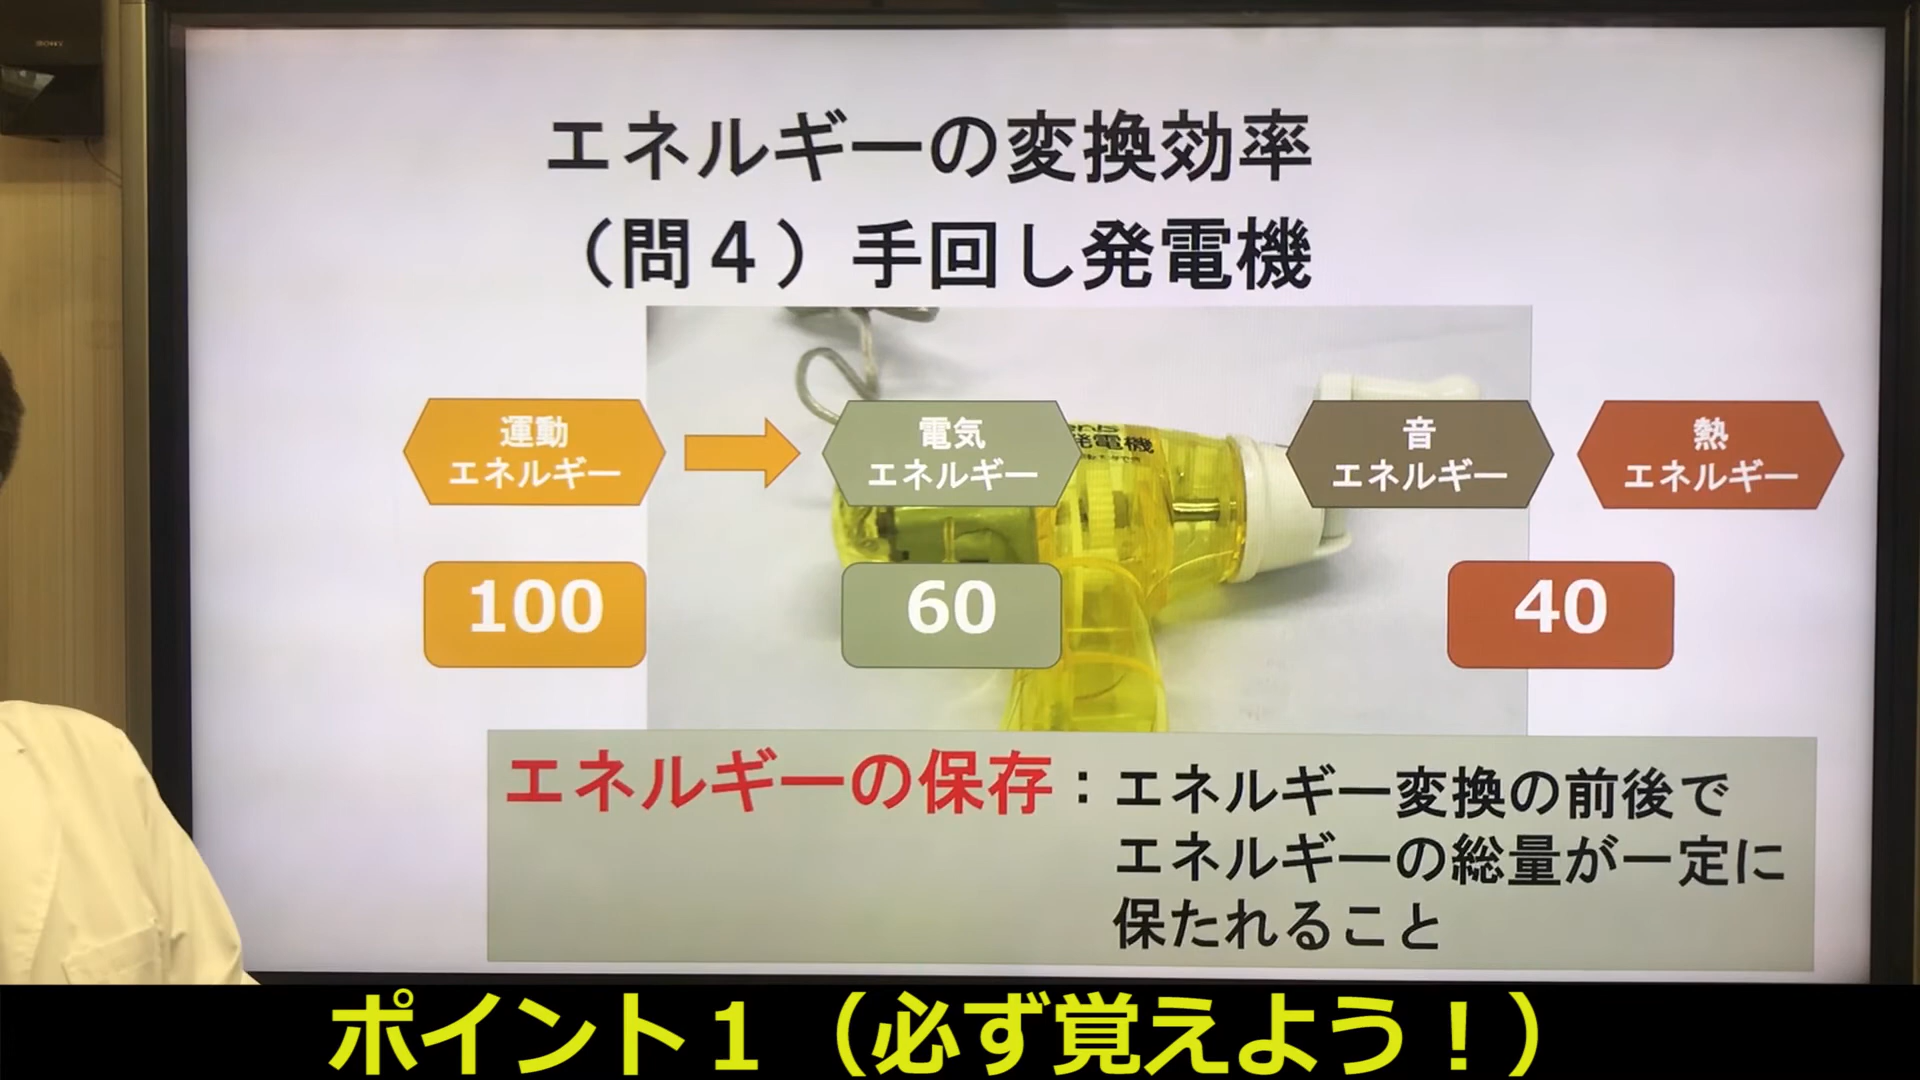 エネルギーの変換効率
（問４）手回し発電機
運動
エネルギー
電気
エネルギー
発電機
音
エネルギー
熱
エネルギー
100
60
40
エネルギーの保存：エネルギー変換の前後で
エネルギーの総量が一定に
保たれること
ポイント１（必ず覚えよう！）